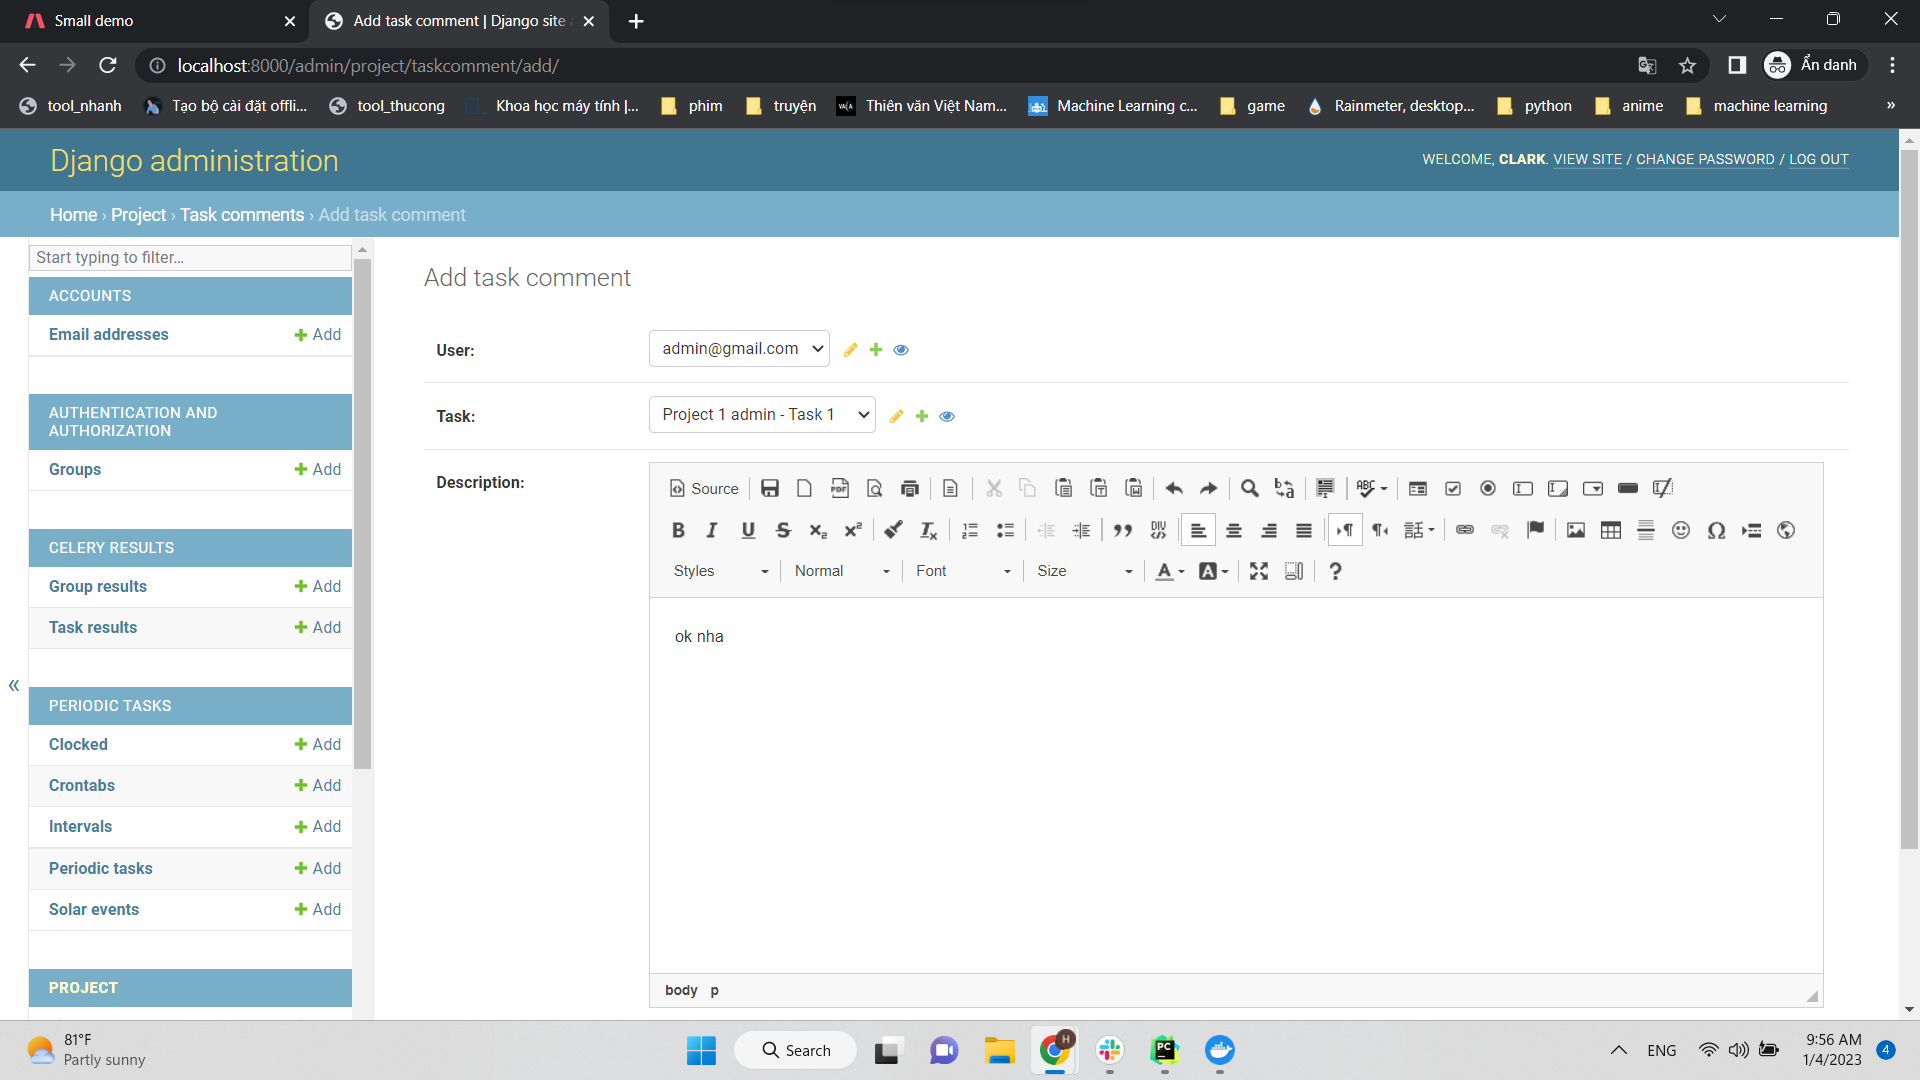 Small demo
Add task comment | Django site
localhost:8000/admin/project/taskcomment/add/
Ẩn danh
tool_nhanh
Tạo bộ cài đặt offli...
tool_thucong
Khoa học máy tính |...
phim
truyện
Thiên văn Việt Nam...
Machine Learning c...
game
Rainmeter, desktop...
python
anime
machine learning
»
Django administration
WELCOME, CLARK. VIEW SITE / CHANGE PASSWORD / LOG OUT
Home › Project › Task comments › Add task comment
Start typing to filter...
ACCOUNTS
Email addresses
Add
AUTHENTICATION AND
AUTHORIZATION
Groups
Add
CELERY RESULTS
Group results
Add
Task results
Add
PERIODIC TASKS
Clocked
Add
Crontabs
Add
Intervals
Add
Periodic tasks
Add
Solar events
Add
PROJECT
«
Add task comment
User:
admin@gmail.com
Task:
Project 1 admin - Task 1
Description:
Source
Styles
Normal
Font
Size
ok nha
body p
81°F
Partly sunny
Search
ENG
9:56 AM
1/4/2023
4